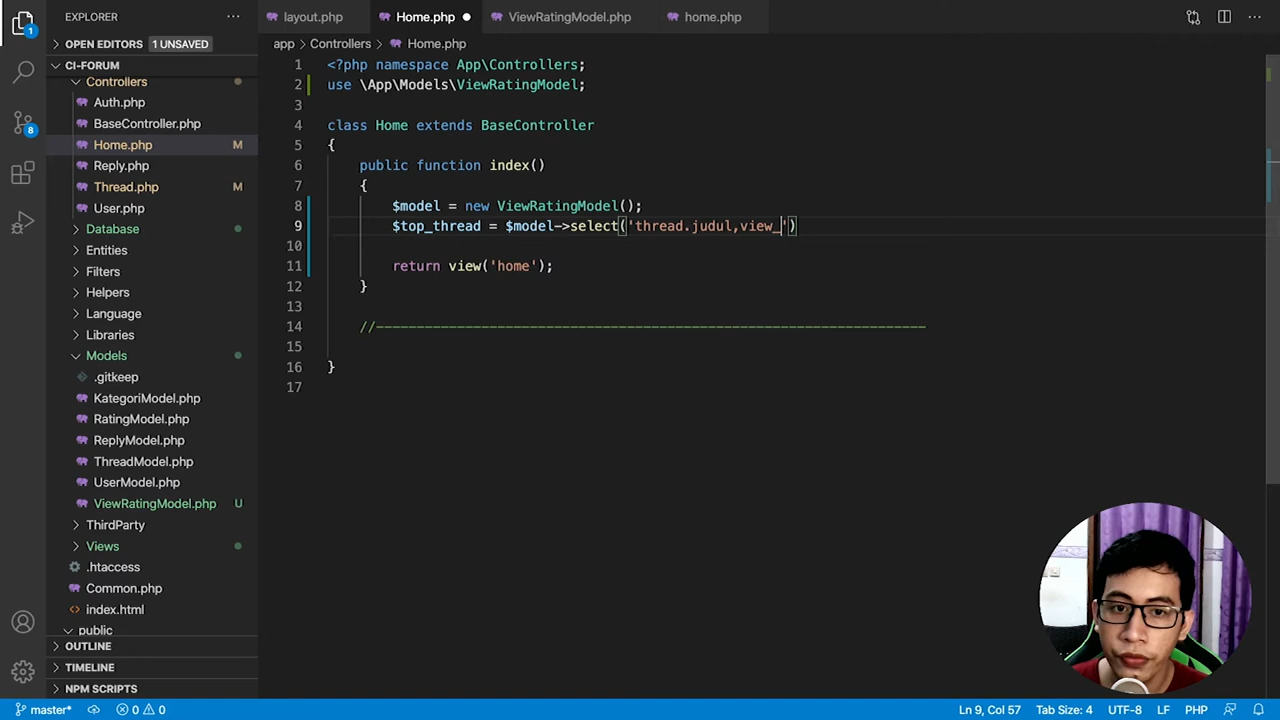 EXPLORER
···
layout.php
Home.php ●
ViewRatingModel.php
home.php
OPEN EDITORS 1 UNSAVED
app > Controllers > Home.php
CI-FORUM
Controllers
Auth.php
BaseController.php
Home.php M
Reply.php
Thread.php M
User.php
Database
Entities
Filters
Helpers
Language
Libraries
Models
.gitkeep
KategoriModel.php
RatingModel.php
ReplyModel.php
ThreadModel.php
UserModel.php
ViewRatingModel.php U
ThirdParty
Views
.htaccess
Common.php
index.html
public
OUTLINE
TIMELINE
NPM SCRIPTS
1
8
1 <?php namespace App\Controllers;
2 use \App\Models\ViewRatingModel;
3
4 class Home extends BaseController
5 {
6 public function index()
7 {
8 $model = new ViewRatingModel();
9 $top_thread = $model->select('thread.judul,view_')
10
11 return view('home');
12 }
13
14 //--------------------------------------------------------------------
15
16 }
17
master* 0 0
Ln 9, Col 57 Tab Size: 4 UTF-8 LF PHP